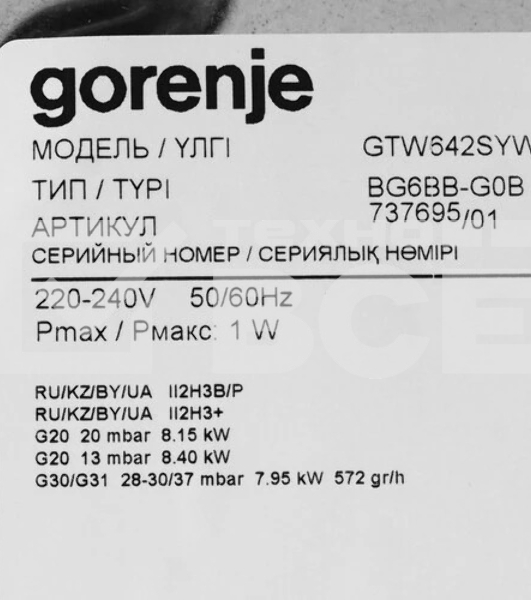 gorenje
МОДЕЛЬ / ҮЛГІ GTW642SYW
ТИП / TYPI BG6BB-G0B
АРТИКУЛ 737695/01
СЕРИЙНЫЙ НОМЕР / СЕРИЯЛЫҚ НӨМІРІ
220-240V 50/60Hz
Pmax / Pмакс: 1 W
RU/KZ/BY/UA II2H3B/P
RU/KZ/BY/UA II2H3+
G20 20 mbar 8.15 kW
G20 13 mbar 8.40 kW
G30/G31 28-30/37 mbar 7.95 kW 572 gr/h